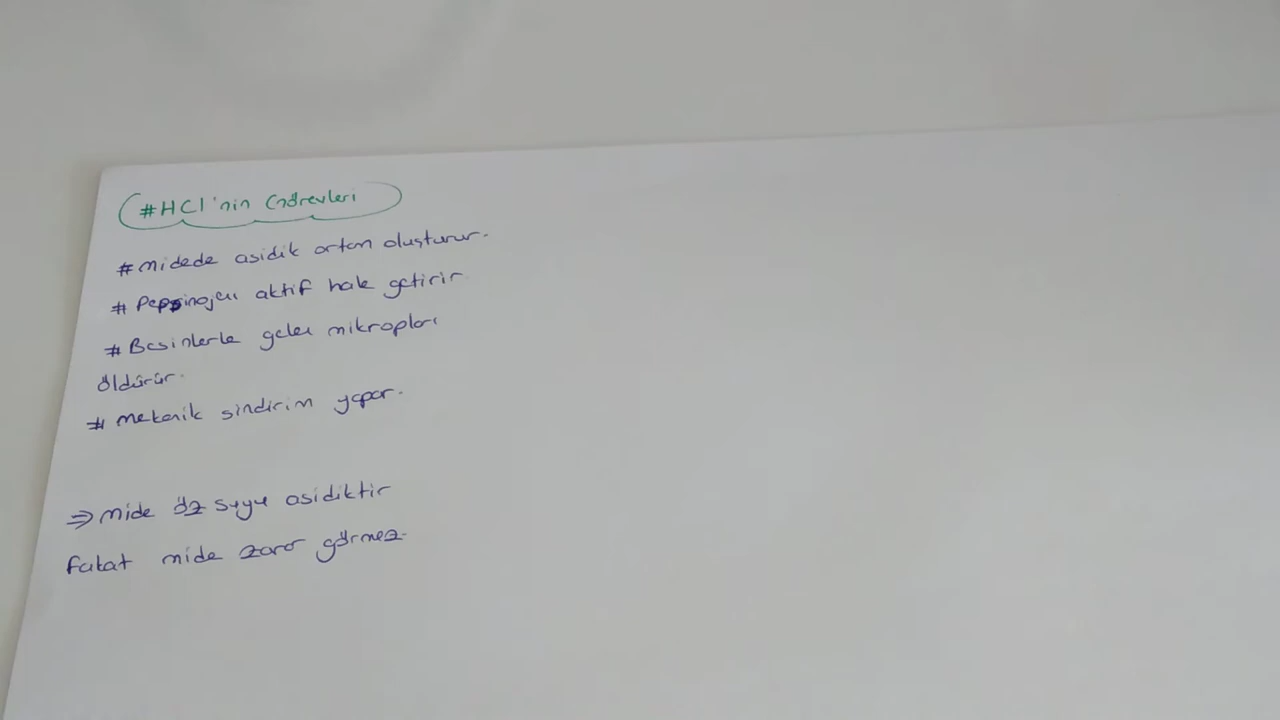 #HCl'nin Görevleri
#midede asidik ortam oluşturur.
#Pepsinojeni aktif hale getirir
#Besinlerle gelen mikropları
öldürür.
#mekanik sindirim yapar.
⇒ mide öz suyu asidiktir
fakat mide zarar görmez.